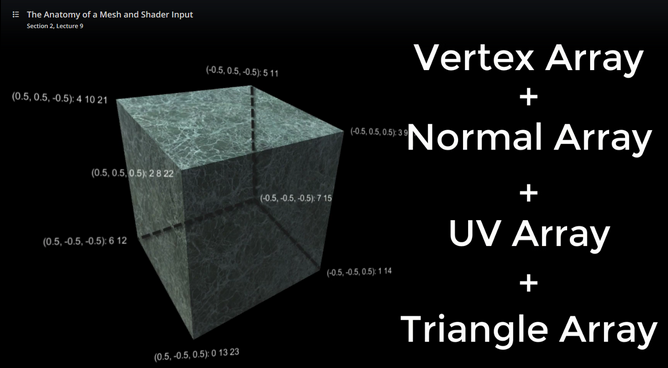 The Anatomy of a Mesh and Shader Input
Section 2, Lecture 9
Vertex Array
+
Normal Array
+
UV Array
+
Triangle Array
(-0.5, 0.5, -0.5): 5 11
(0.5, 0.5, -0.5): 4 10 21
(-0.5, 0.5, 0.5): 3 9
(0.5, 0.5, 0.5): 2 8 22
(-0.5, -0.5, -0.5): 7 15
(0.5, -0.5, -0.5): 6 12
(-0.5, -0.5, 0.5): 1 14
(0.5, -0.5, 0.5): 0 13 23